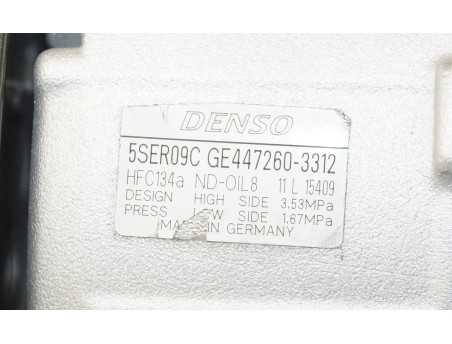 DENSO
5SER09C GE447260-3312
HFC134a ND-OIL8 11L 15409
DESIGN HIGH SIDE 3.53MPa
PRESS SIDE 1.67MPa
IN GERMANY